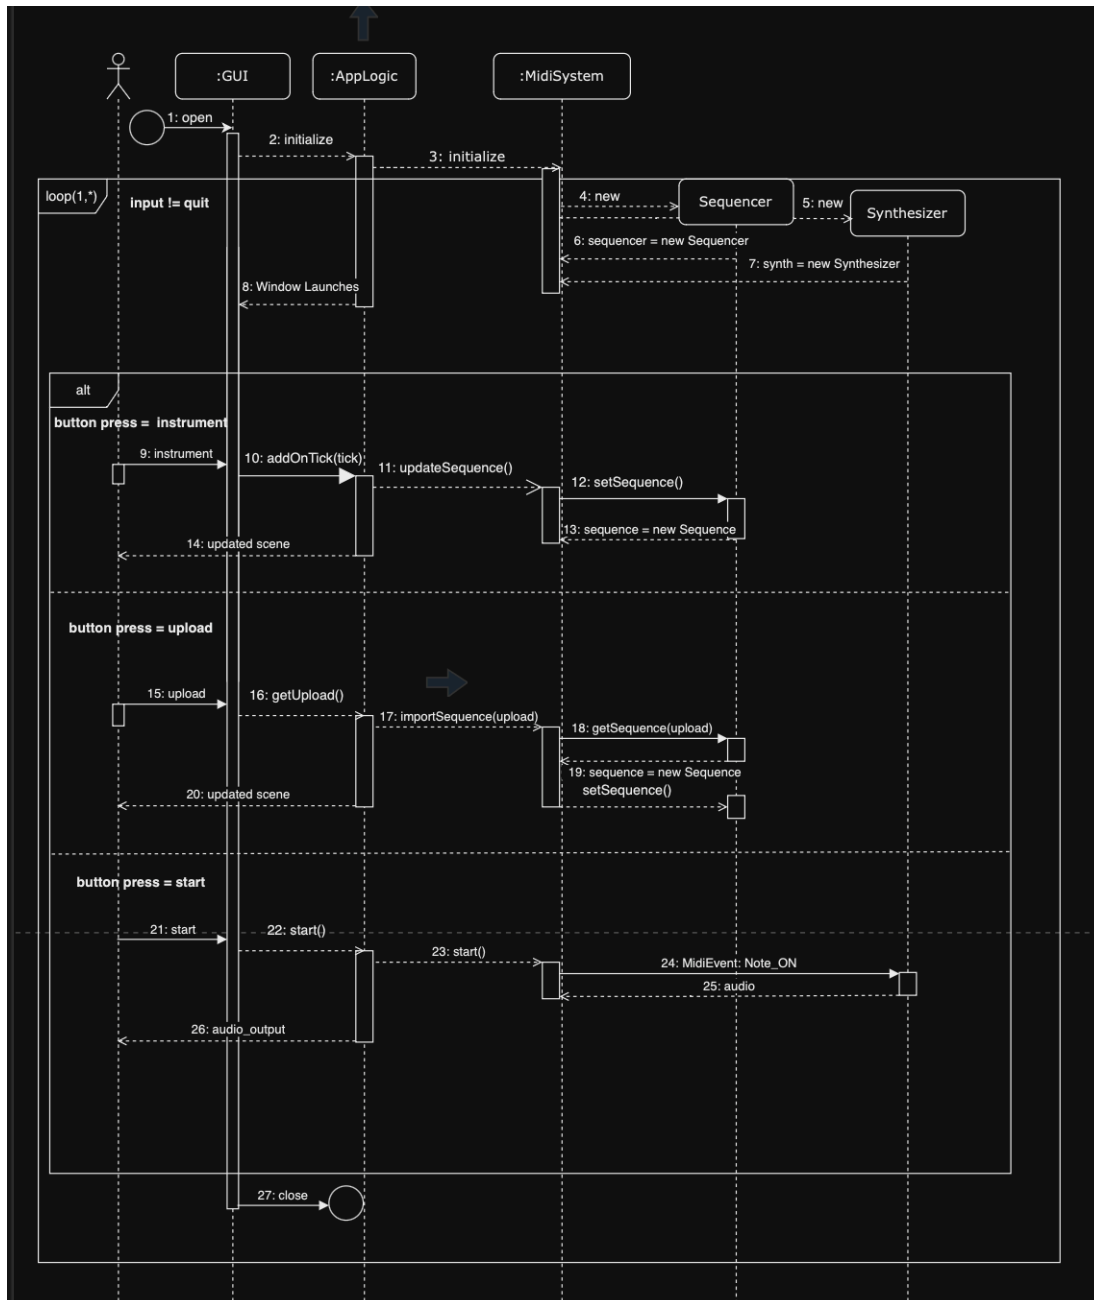 :GUI
:AppLogic
:MidiSystem
1: open
2: initialize
3: initialize
loop(1,*)
input != quit
4: new
Sequencer
5: new
Synthesizer
6: sequencer = new Sequencer
7: synth = new Synthesizer
8: Window Launches
alt
button press =  instrument
9: instrument
10: addOnTick(tick)
11: updateSequence()
12: setSequence()
13: sequence = new Sequence
14: updated scene
button press = upload
15: upload
16: getUpload()
17: importSequence(upload)
18: getSequence(upload)
19: sequence = new Sequence
setSequence()
20: updated scene
button press = start
21: start
22: start()
23: start()
24: MidiEvent: Note_ON
25: audio
26: audio_output
27: close